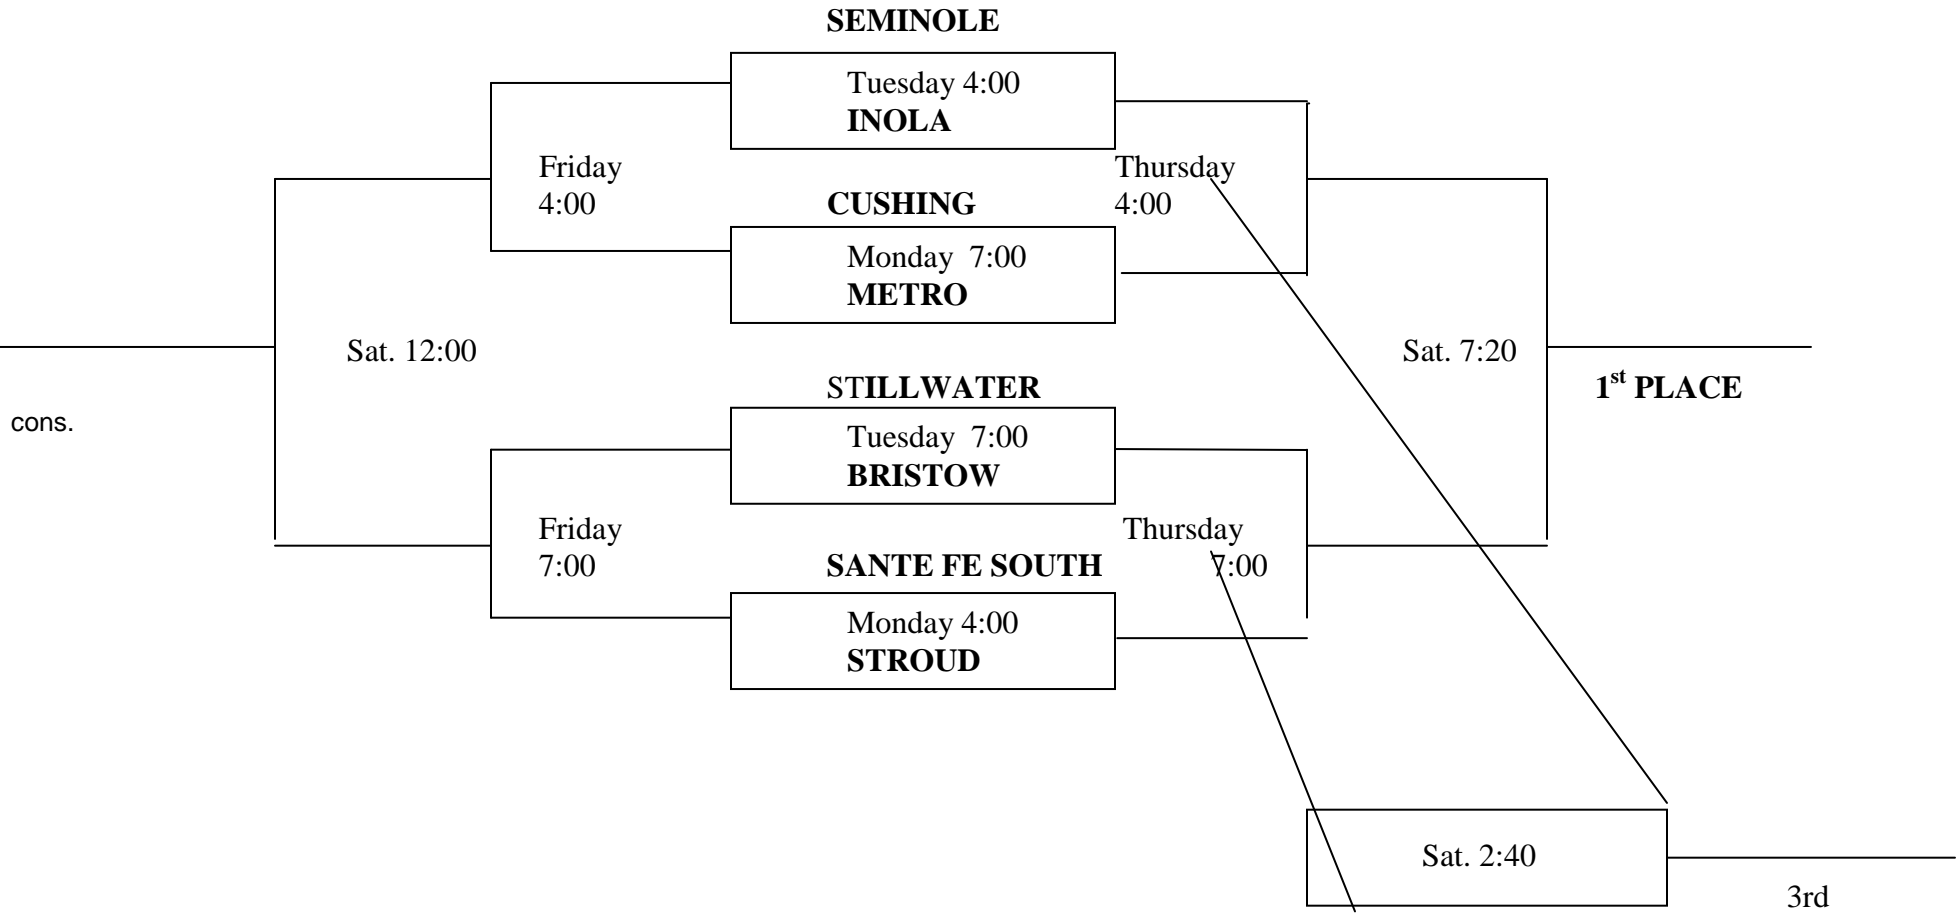 SEMINOLE
Tuesday 4:00
INOLA
Friday
4:00
Thursday
4:00
CUSHING
Monday 7:00
METRO
Sat. 12:00
Sat. 7:20
STILLWATER
1st PLACE
cons.
Tuesday 7:00
BRISTOW
Friday
7:00
Thursday
7:00
SANTE FE SOUTH
Monday 4:00
STROUD
Sat. 2:40
3rd